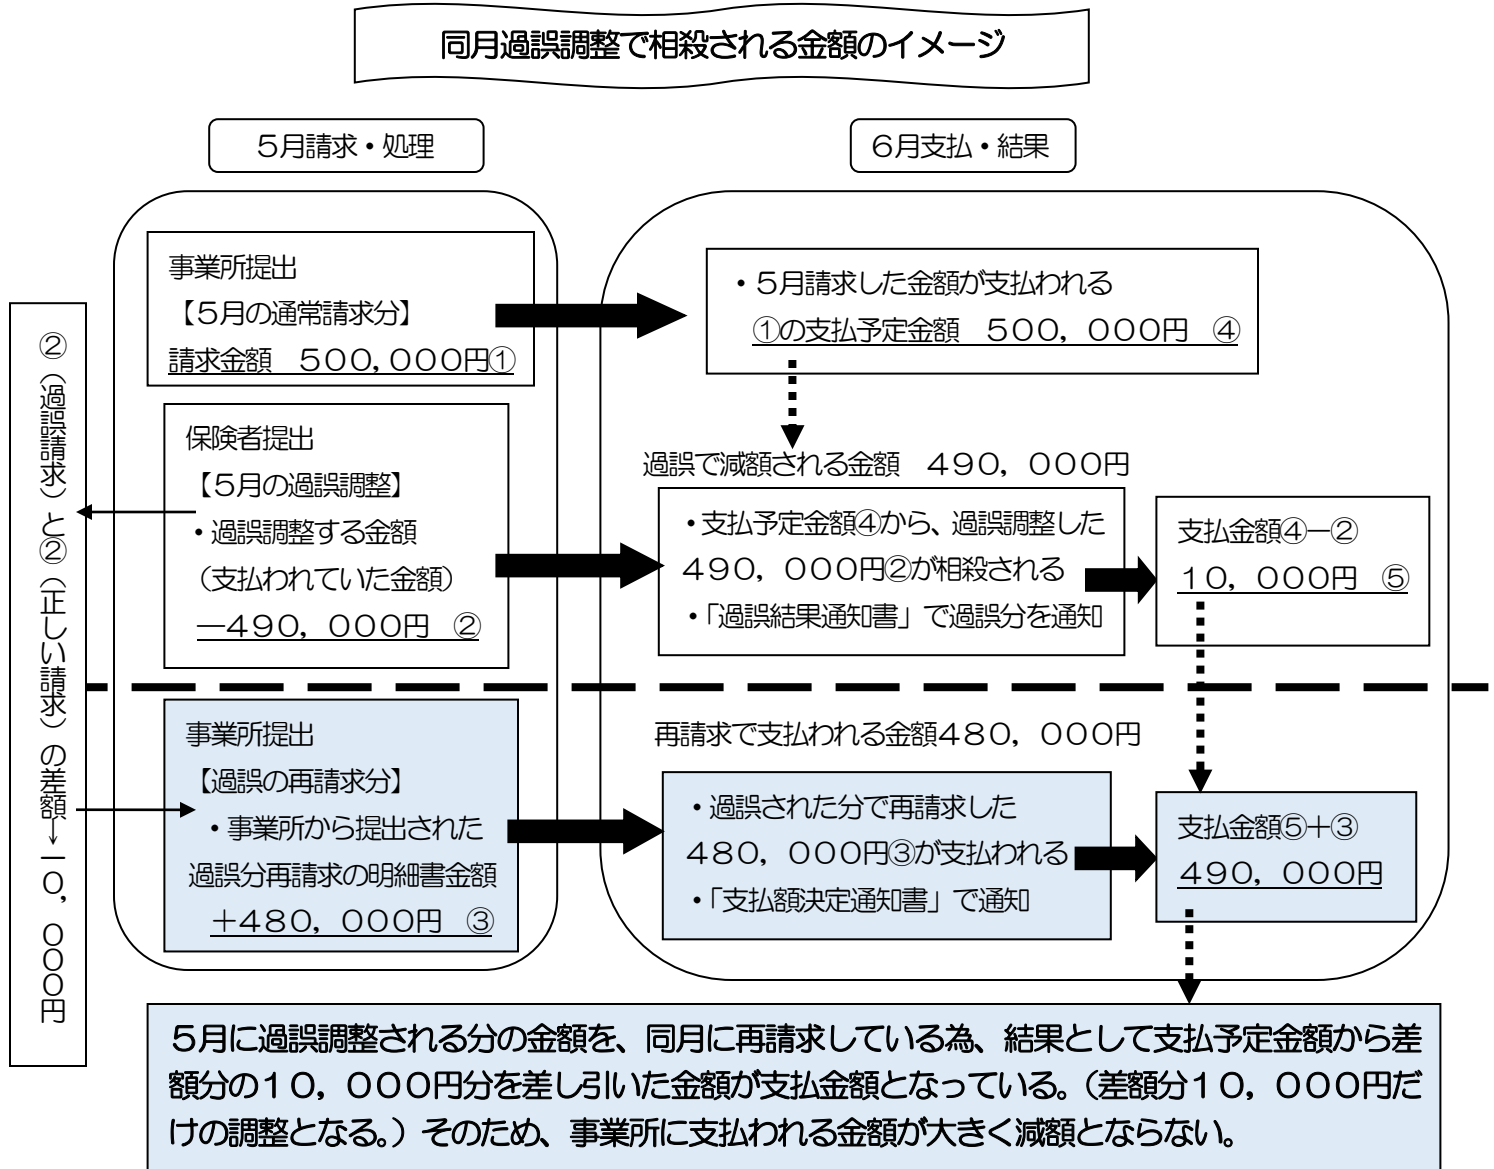 同月過誤調整で相殺される金額のイメージ
５月請求・処理
６月支払・結果
事業所提出
【５月の通常請求分】
請求金額　５００，０００円①
・５月請求した金額が支払われる
①の支払予定金額　５００，０００円　④
②（過誤請求）と②（正しい請求）の差額→－１０，０００円
保険者提出
【５月の過誤調整】
・過誤調整する金額
（支払われていた金額）
―４９０，０００円　②
過誤で減額される金額　４９０，０００円
・支払予定金額④から、過誤調整した
４９０，０００円②が相殺される
・「過誤結果通知書」で過誤分を通知
支払金額④－②
１０，０００円　⑤
事業所提出
【過誤の再請求分】
・事業所から提出された
過誤分再請求の明細書金額
＋４８０，０００円　③
再請求で支払われる金額４８０，０００円
・過誤された分で再請求した
４８０，０００円③が支払われる
・「支払額決定通知書」で通知
支払金額⑤＋③
４９０，０００円
５月に過誤調整される分の金額を、同月に再請求している為、結果として支払予定金額から差
額分の１０，０００円分を差し引いた金額が支払金額となっている。（差額分１０，０００円だ
けの調整となる。）そのため、事業所に支払われる金額が大きく減額とならない。